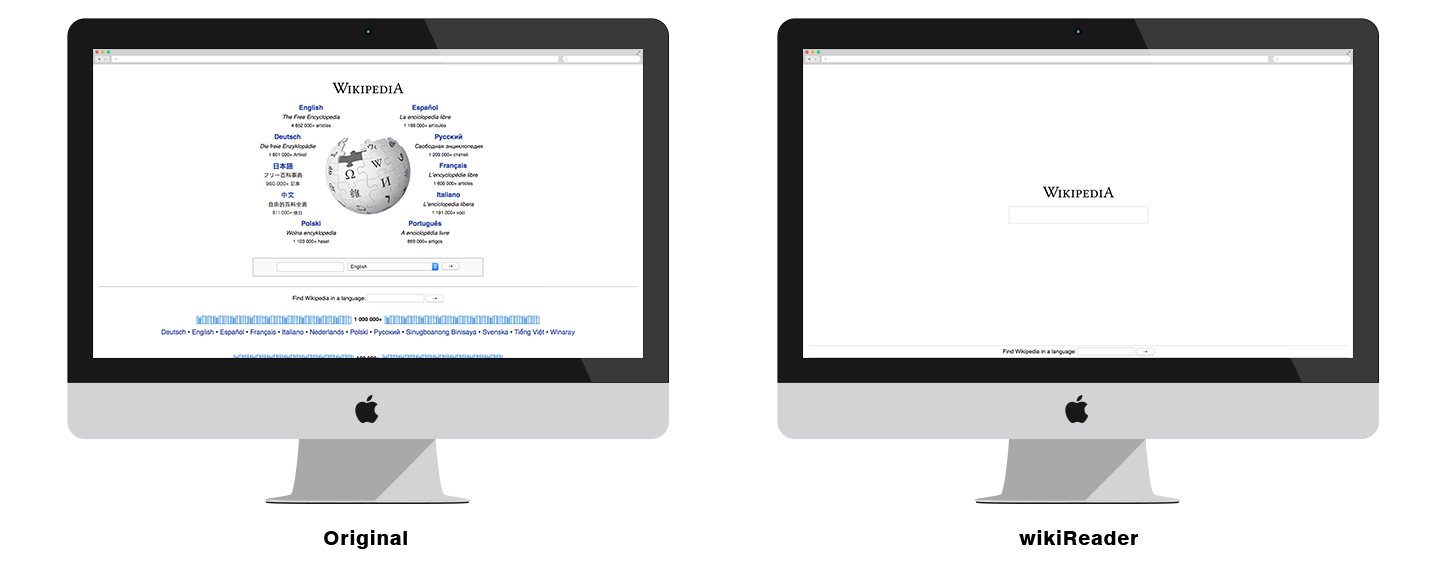 WIKIPEDIA
English
The Free Encyclopedia
4 852 000+ articles
Español
La enciclopedia libre
1 168 000+ artículos
Deutsch
Die freie Enzyklopädie
1 801 000+ Artikel
Русский
Свободная энциклопедия
1 209 000+ статей
日本語
フリー百科事典
960 000+ 記事
Français
L'encyclopédie libre
1 609 000+ articles
中文
自由的百科全書
811 000+ 條目
Italiano
L'enciclopedia libera
1 191 000+ voci
Polski
Wolna encyklopedia
1 103 000+ haseł
Português
A enciclopédia livre
869 000+ artigos
Ω W И 維
English →
Find Wikipedia in a language: →
1 000 000+
Deutsch • English • Español • Français • Italiano • Nederlands • Polski • Русский • Sinugboanong Binisaya • Svenska • Tiếng Việt • Winaray
Original
WIKIPEDIA
Find Wikipedia in a language: →
wikiReader